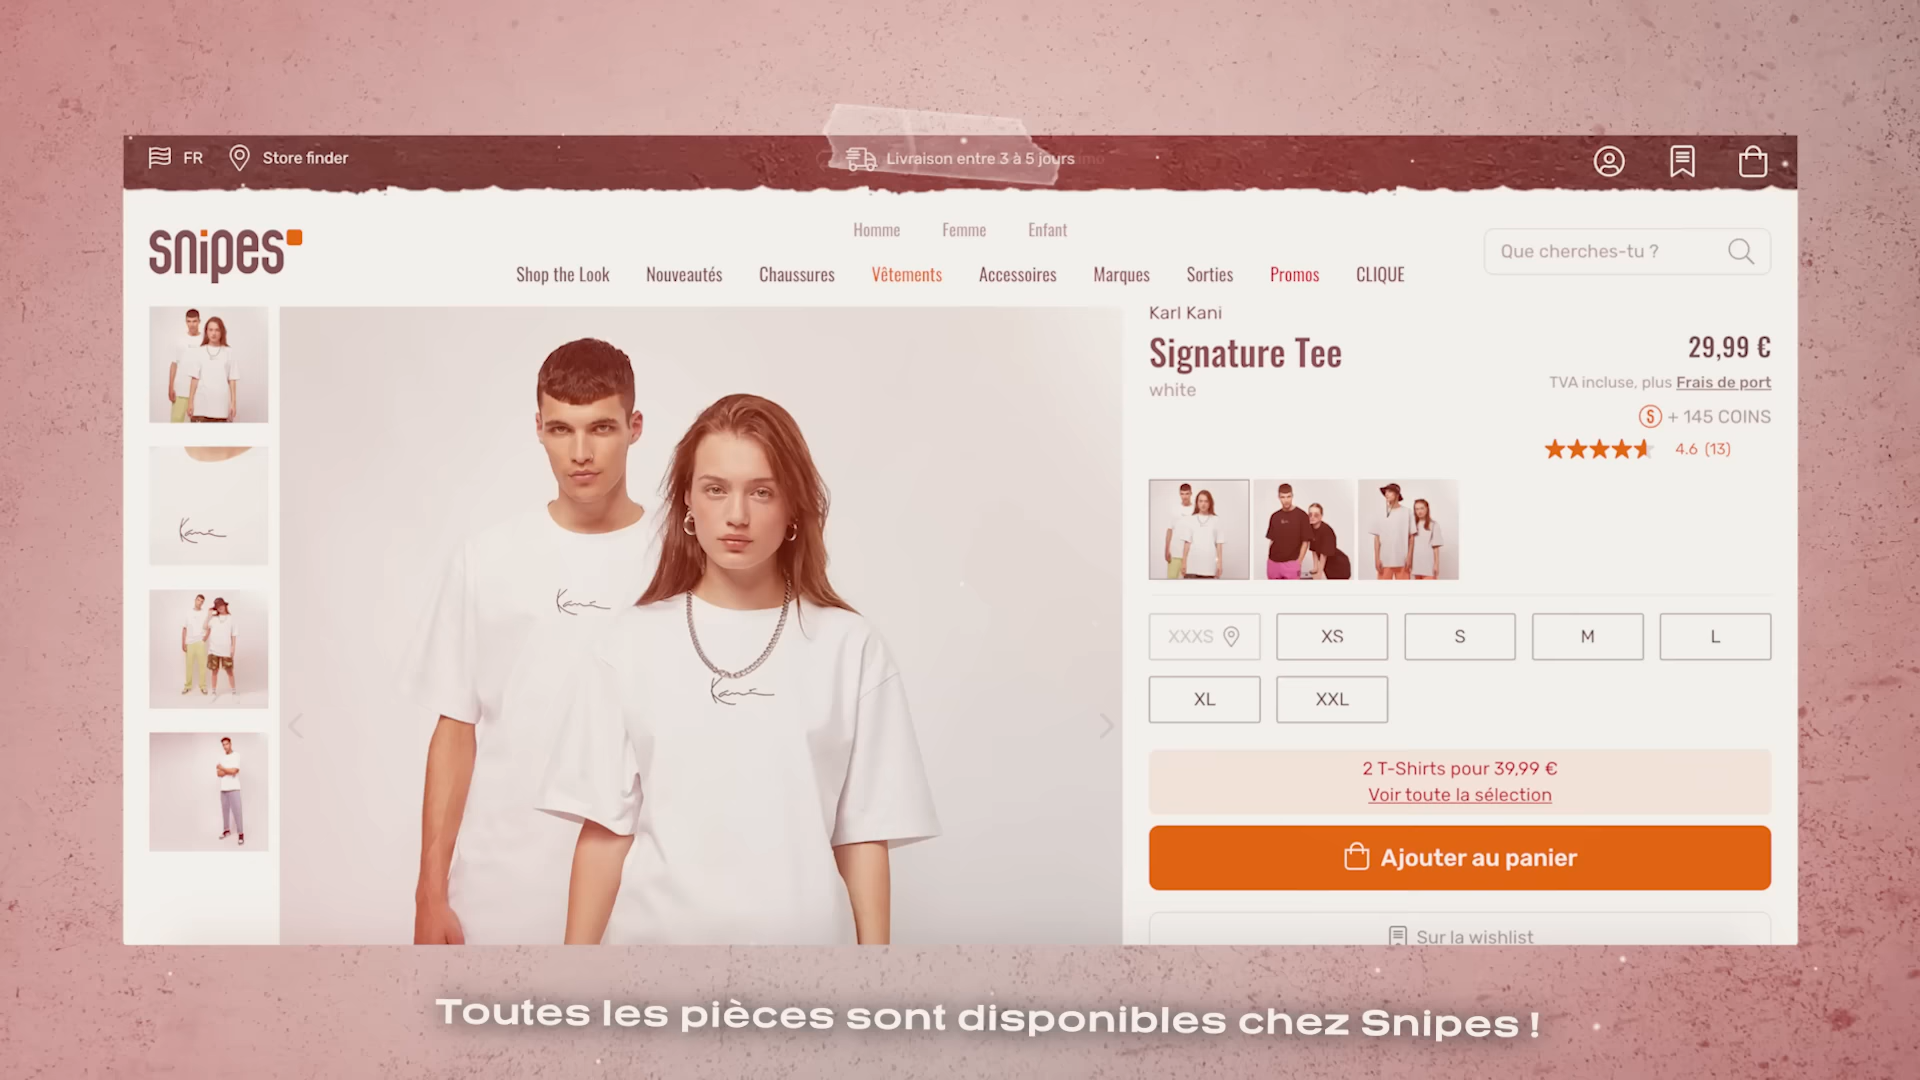 FR
Store finder
Livraison entre 3 à 5 jours
snipes
Homme Femme Enfant
Que cherches-tu ?
Shop the Look Nouveautés Chaussures Vêtements Accessoires Marques Sorties Promos CLIQUE
Karl Kani
Signature Tee
white
29,99 €
TVA incluse, plus Frais de port
S + 145 COINS
4.6 (13)
Kani
Kani
Kani
XXXS XS S M L
XL XXL
2 T-Shirts pour 39,99 €
Voir toute la sélection
Ajouter au panier
Sur la wishlist
Toutes les pièces sont disponibles chez Snipes !